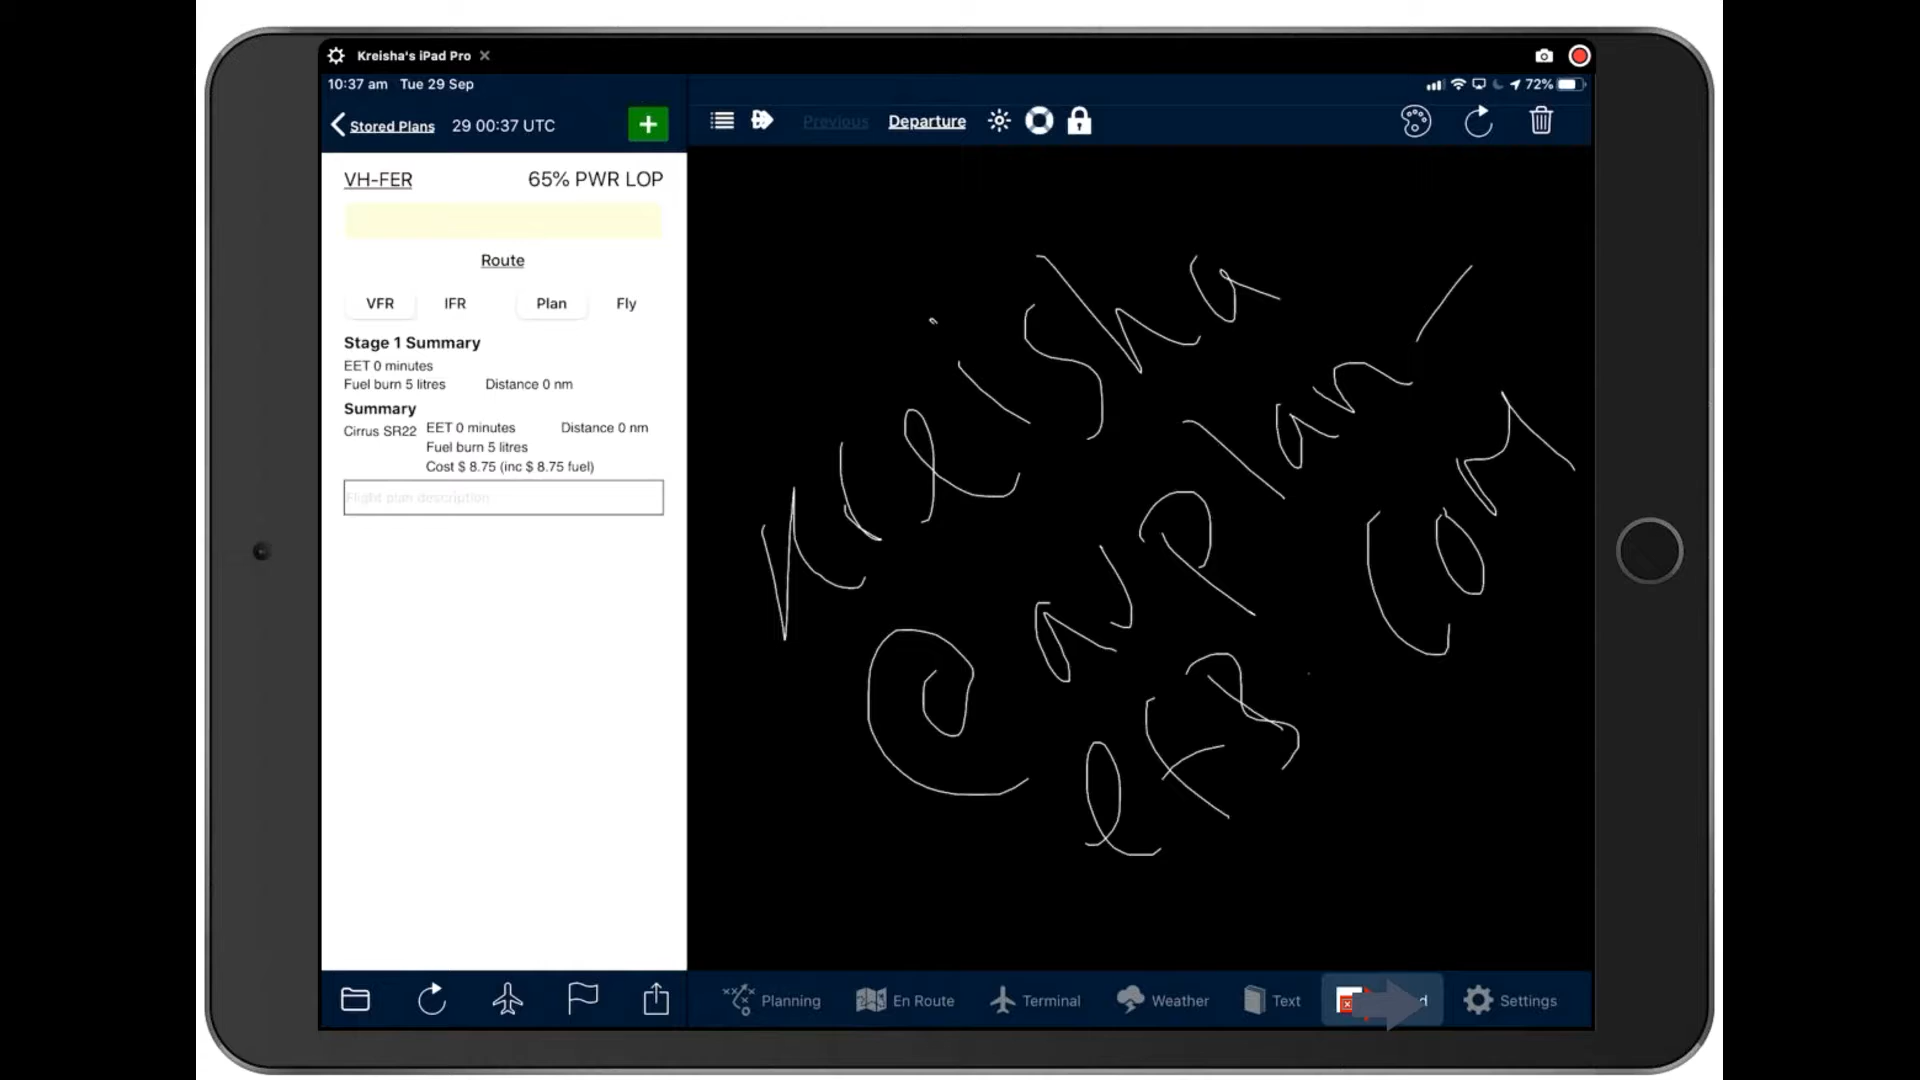 Kreisha's iPad Pro
10:37 am Tue 29 Sep
72%
Stored Plans 29 00:37 UTC
Previous Departure
VH-FER 65% PWR LOP
Route
VFR IFR Plan Fly
Stage 1 Summary
EET 0 minutes
Fuel burn 5 litres Distance 0 nm
Summary
Cirrus SR22 EET 0 minutes Distance 0 nm
Fuel burn 5 litres
Cost $ 8.75 (inc $ 8.75 fuel)
Flight plan description
Kreisha
@avplan-
efb.com
Planning En Route Terminal Weather Text Settings